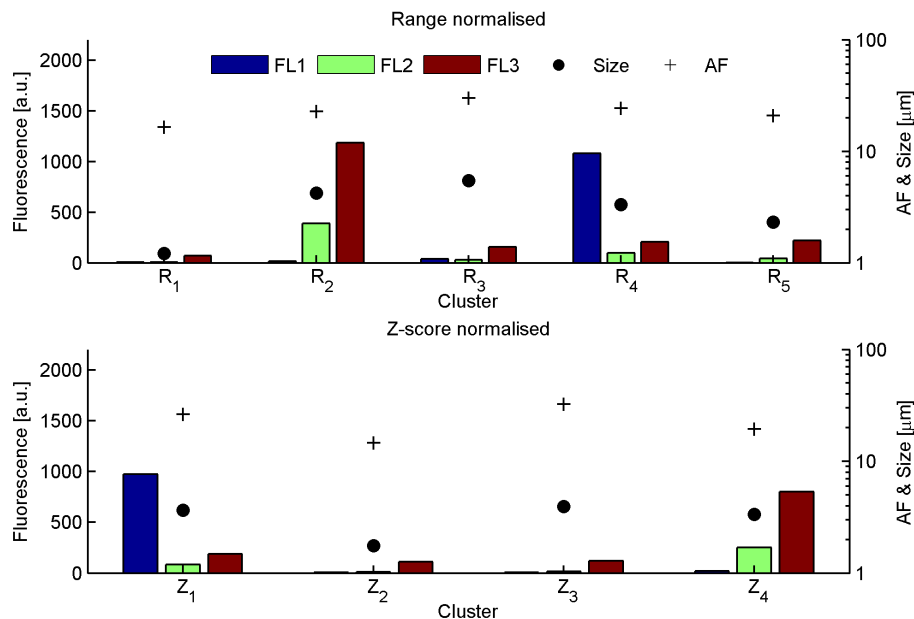 Range normalised
2000
1500
1000
500
0
Fluorescence [a.u.]
FL1 FL2 FL3 Size AF
100
10
1
AF & Size [μm]
R1 R2 R3 R4 R5
Cluster
Z-score normalised
2000
1500
1000
500
0
Fluorescence [a.u.]
100
10
1
AF & Size [μm]
Z1 Z2 Z3 Z4
Cluster